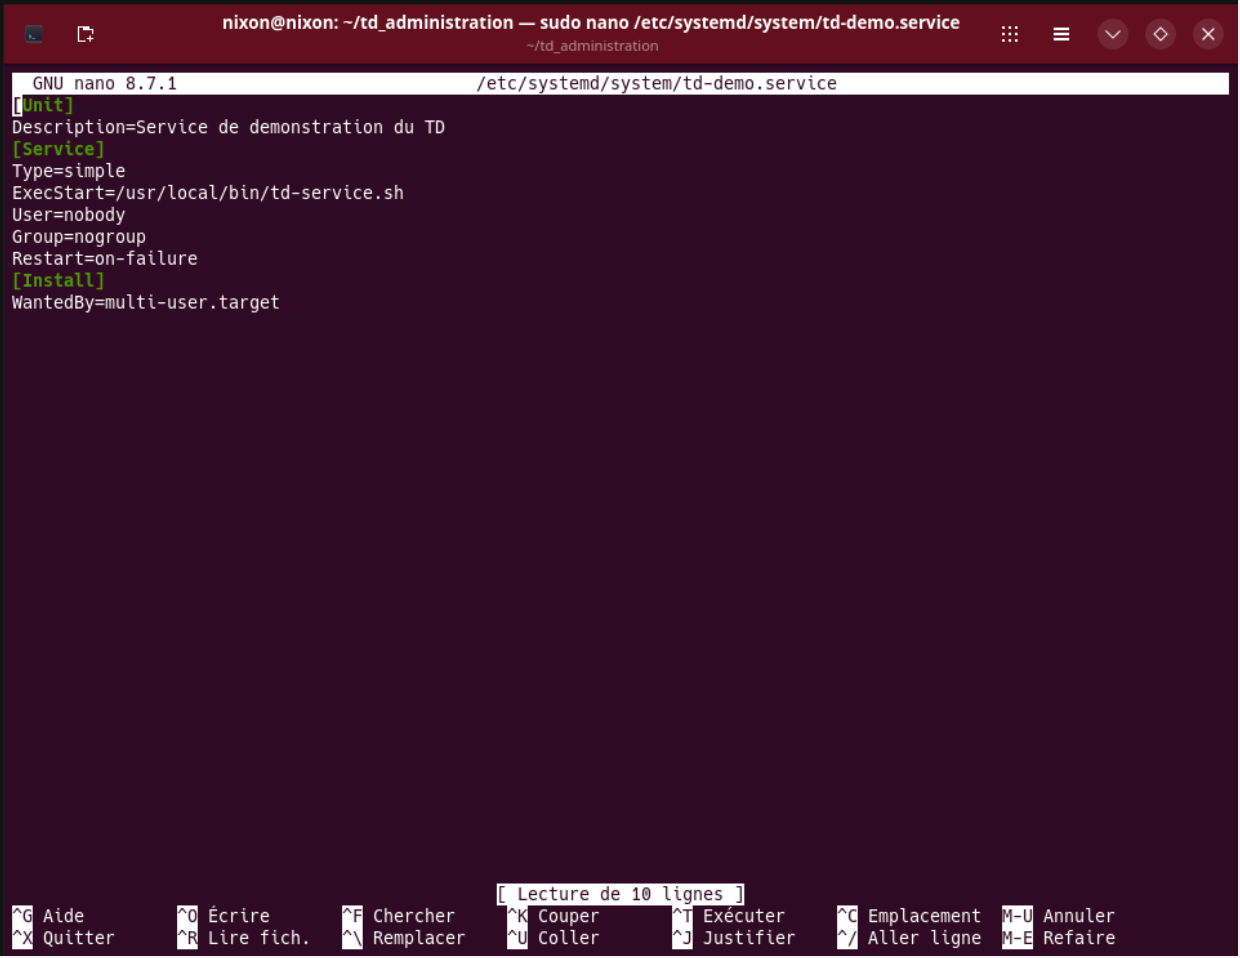 nixon@nixon: ~/td_administration — sudo nano /etc/systemd/system/td-demo.service
~/td_administration
GNU nano 8.7.1 /etc/systemd/system/td-demo.service
[Unit]
Description=Service de demonstration du TD
[Service]
Type=simple
ExecStart=/usr/local/bin/td-service.sh
User=nobody
Group=nogroup
Restart=on-failure
[Install]
WantedBy=multi-user.target
[ Lecture de 10 lignes ]
^G Aide ^O Écrire ^F Chercher ^K Couper ^T Exécuter ^C Emplacement M-U Annuler
^X Quitter ^R Lire fich. ^\ Remplacer ^U Coller ^J Justifier ^/ Aller ligne M-E Refaire